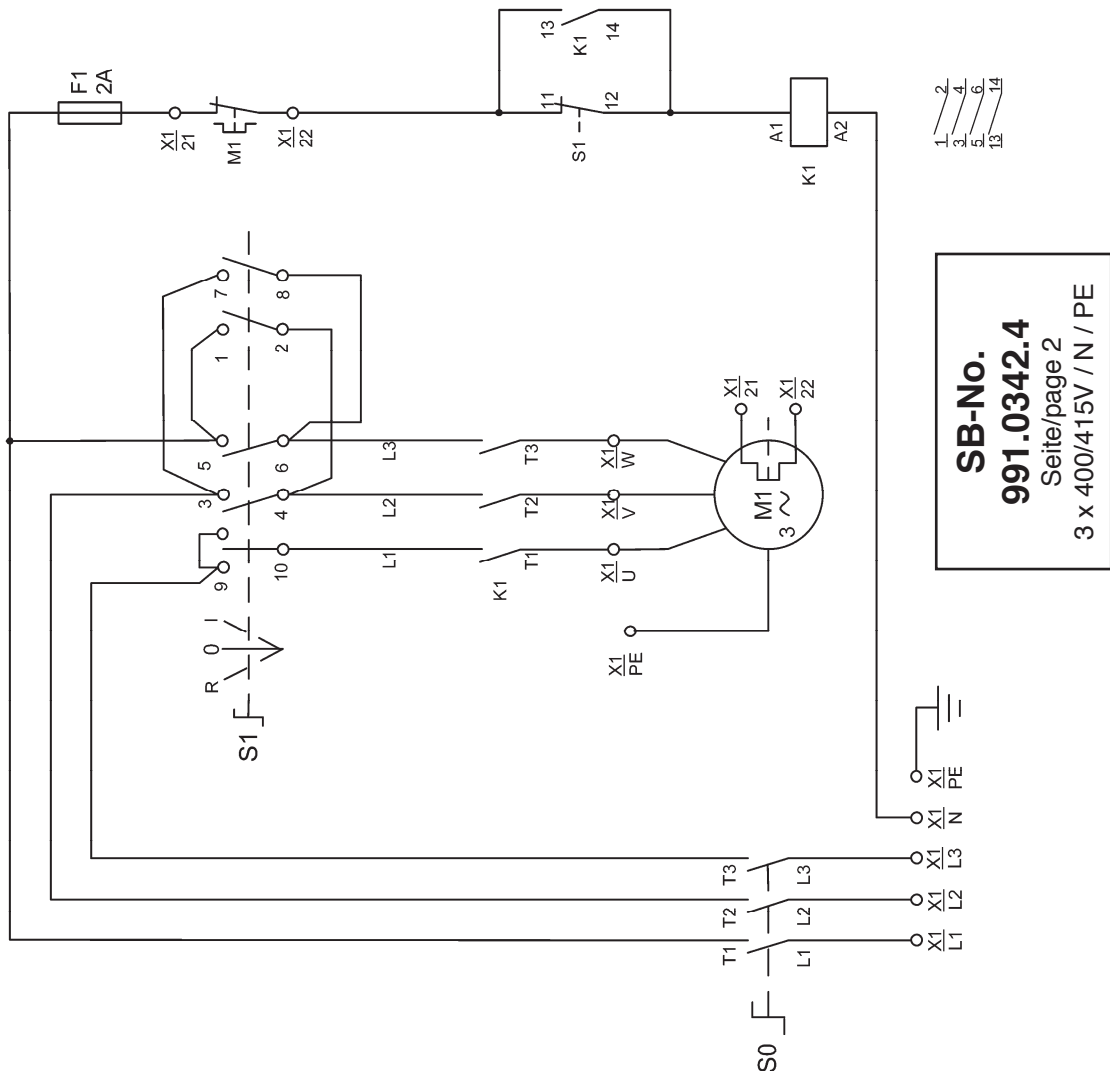 F1
2A
X1
21
M1
X1
22
13
K1
14
11
12
S1
A1
A2
K1
1 2
3 4
5 6
13 14
7
8
1
2
5
6
3
4
9
10
R 0 I
S1
L3
L2
L1
T3
T2
T1
K1
X1
W
X1
V
X1
U
X1
21
X1
22
M1
3 ~
X1
PE
SB-No.
991.0342.4
Seite/page 2
3 x 400/415V / N / PE
T3
T2
T1
L3
L2
L1
S0
X1
PE
X1
N
X1
L3
X1
L2
X1
L1